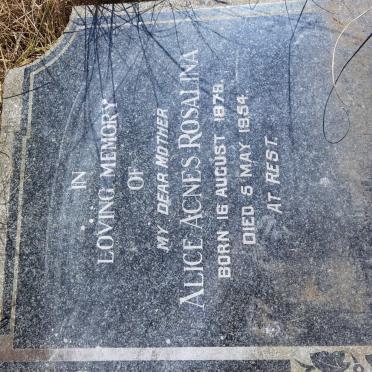 IN
LOVING MEMORY
OF
MY DEAR MOTHER
ALICE AGNES ROSALINA
BORN 16 AUGUST 1879.
DIED 5 MAY 1954.
AT REST.